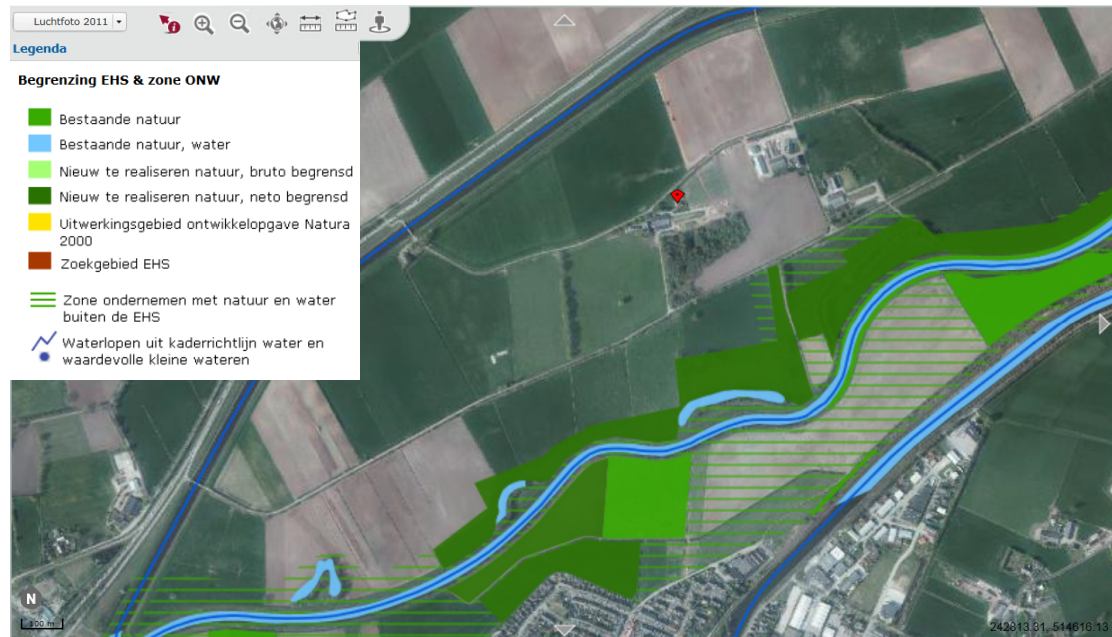 Luchtfoto 2011
Legenda
Begrenzing EHS & zone ONW
Bestaande natuur
Bestaande natuur, water
Nieuw te realiseren natuur, bruto begrensd
Nieuw te realiseren natuur, neto begrensd
Uitwerkingsgebied ontwikkelopgave Natura
2000
Zoekgebied EHS
Zone ondernemen met natuur en water
buiten de EHS
Waterlopen uit kaderrichtlijn water en
waardevolle kleine wateren
N
100 m
242813.31, 514616.13